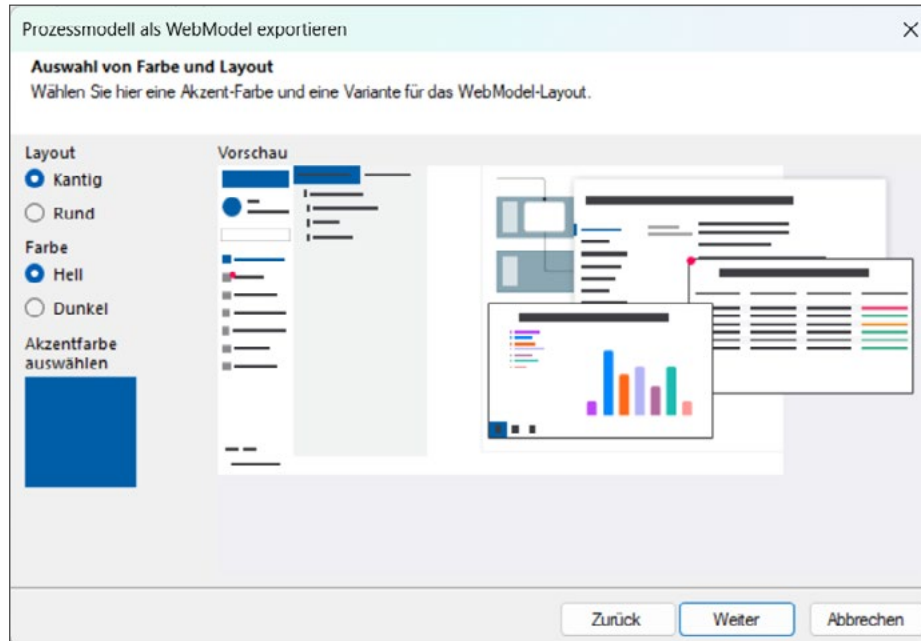 Prozessmodell als WebModel exportieren
Auswahl von Farbe und Layout
Wählen Sie hier eine Akzent-Farbe und eine Variante für das WebModel-Layout.
Layout
Kantig
Rund
Farbe
Hell
Dunkel
Akzentfarbe
auswählen
Vorschau
Zurück
Weiter
Abbrechen